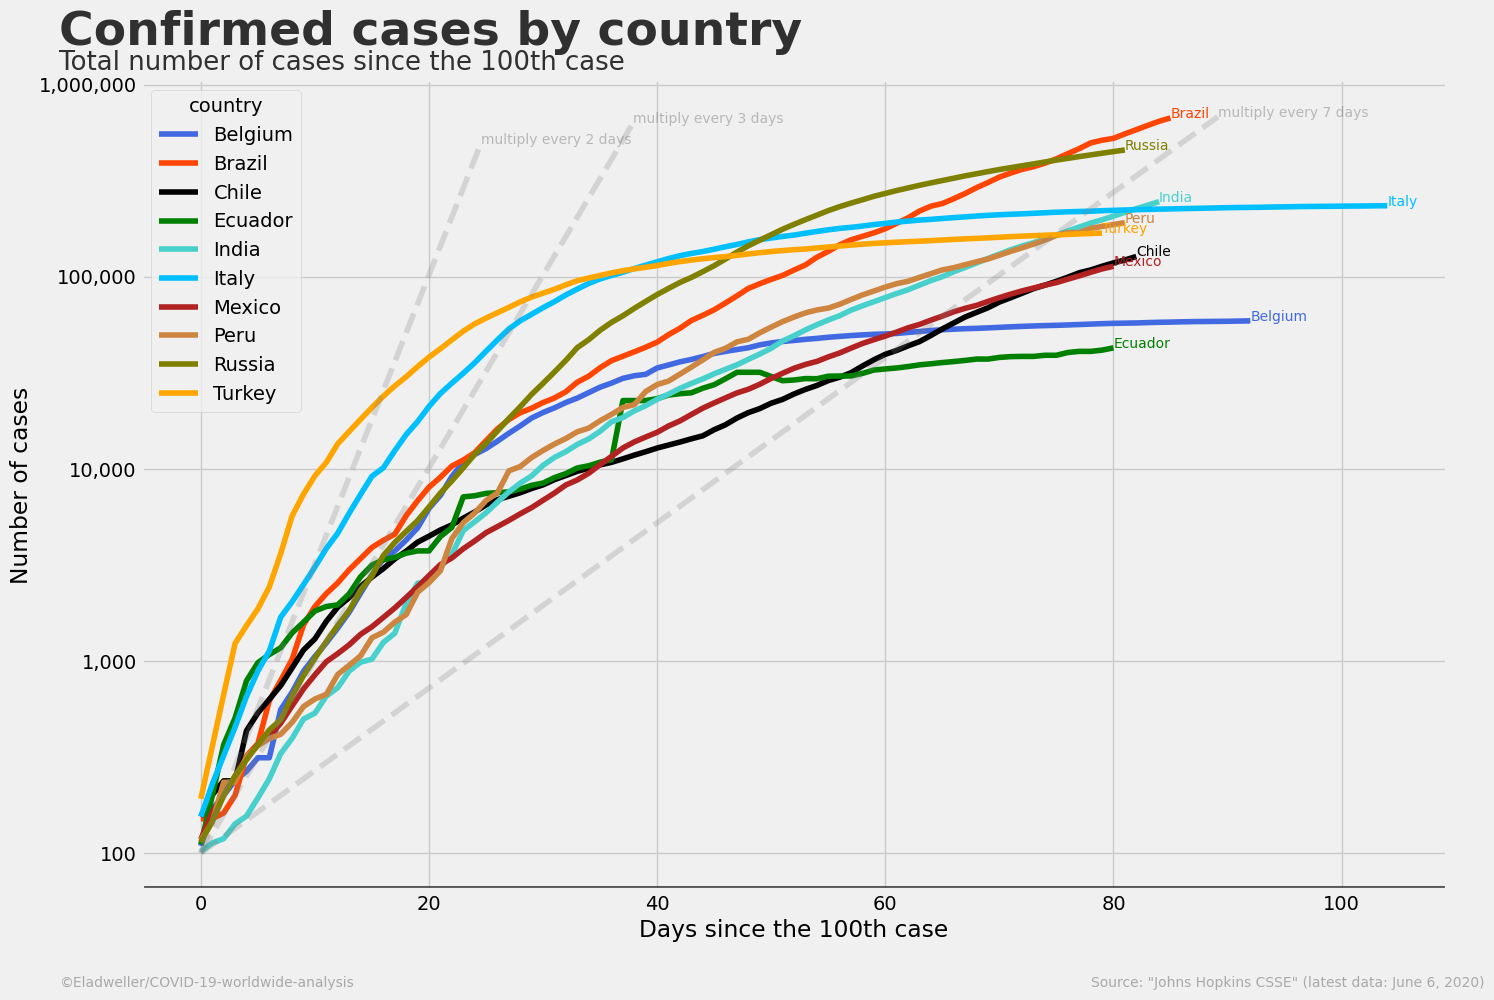 Confirmed cases by country
Total number of cases since the 100th case
1,000,000
100,000
10,000
1,000
100
Number of cases
country
Belgium
Brazil
Chile
Ecuador
India
Italy
Mexico
Peru
Russia
Turkey
multiply every 2 days
multiply every 3 days
multiply every 7 days
Brazil
Russia
India
Italy
Peru
Turkey
Chile
Mexico
Belgium
Ecuador
0 20 40 60 80 100
Days since the 100th case
©Eladweller/COVID-19-worldwide-analysis
Source: "Johns Hopkins CSSE" (latest data: June 6, 2020)